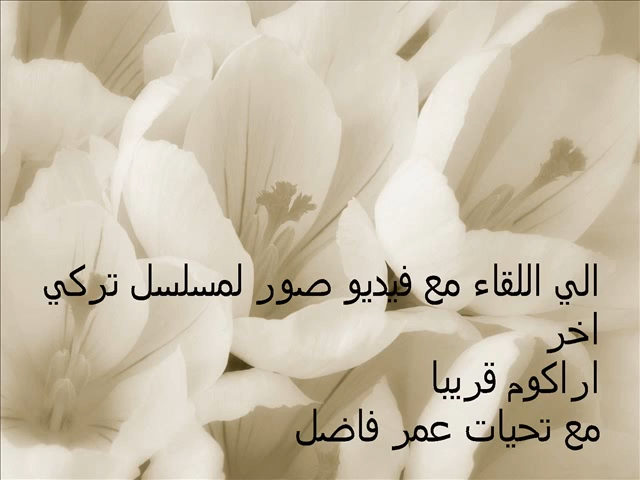 الي اللقاء مع فيديو صور لمسلسل تركي
اخر
اراكوم قريبا
مع تحيات عمر فاضل